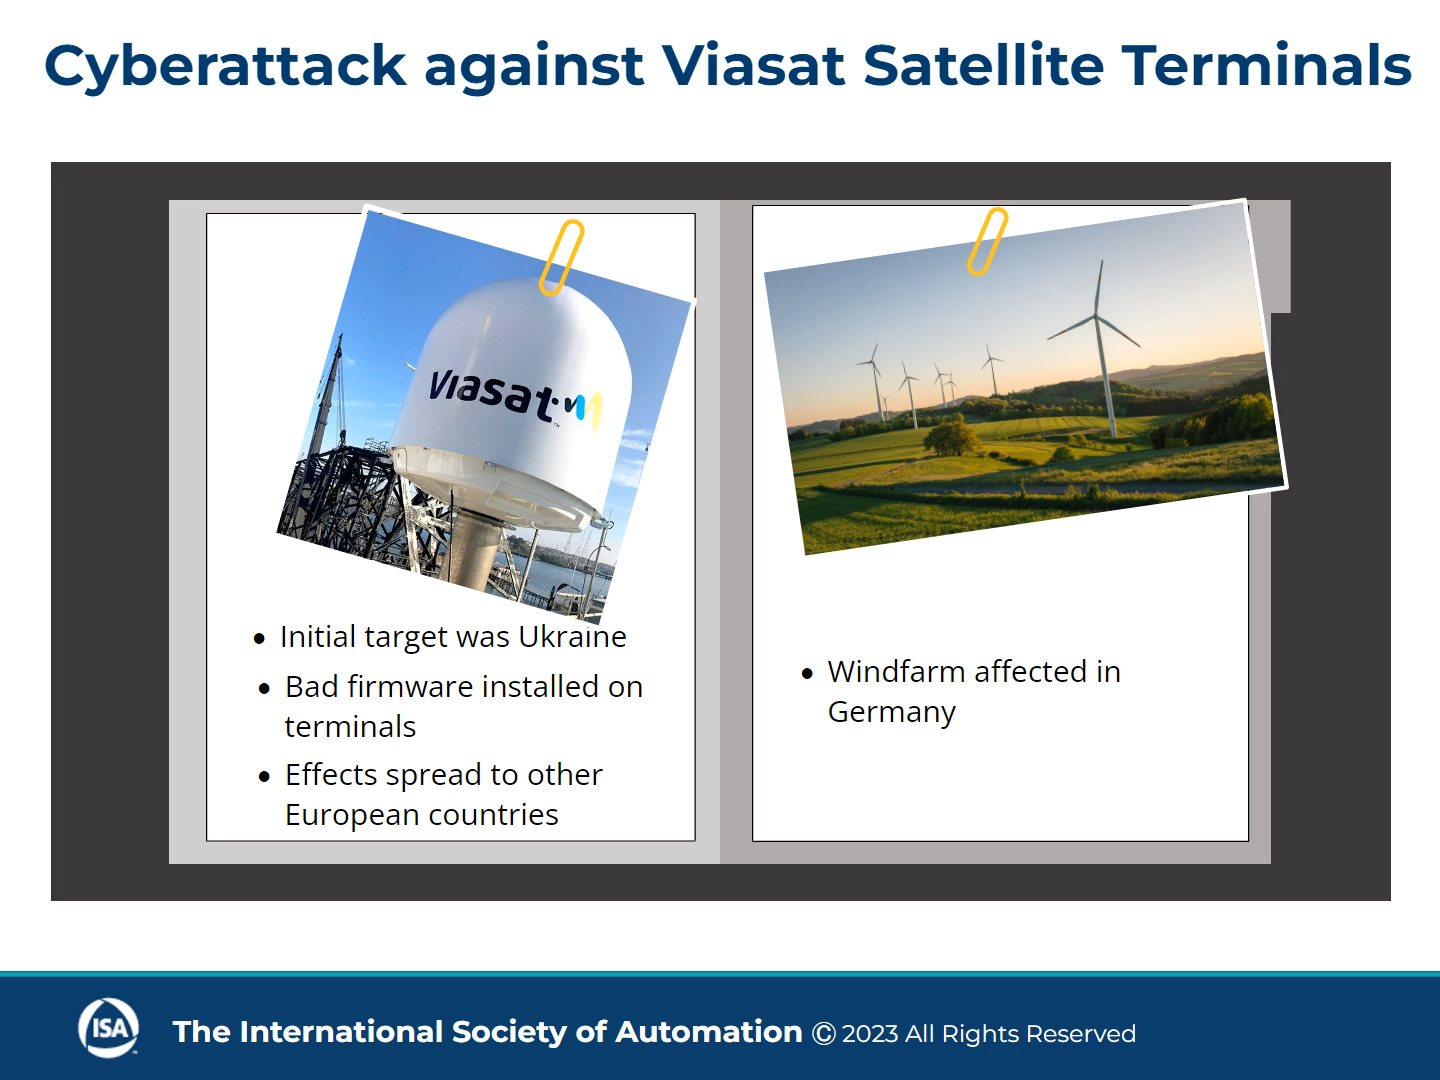 Cyberattack against Viasat Satellite Terminals
viasat
TM
• Initial target was Ukraine
• Bad firmware installed on
terminals
• Effects spread to other
European countries
• Windfarm affected in
Germany
ISA
The International Society of Automation © 2023 All Rights Reserved